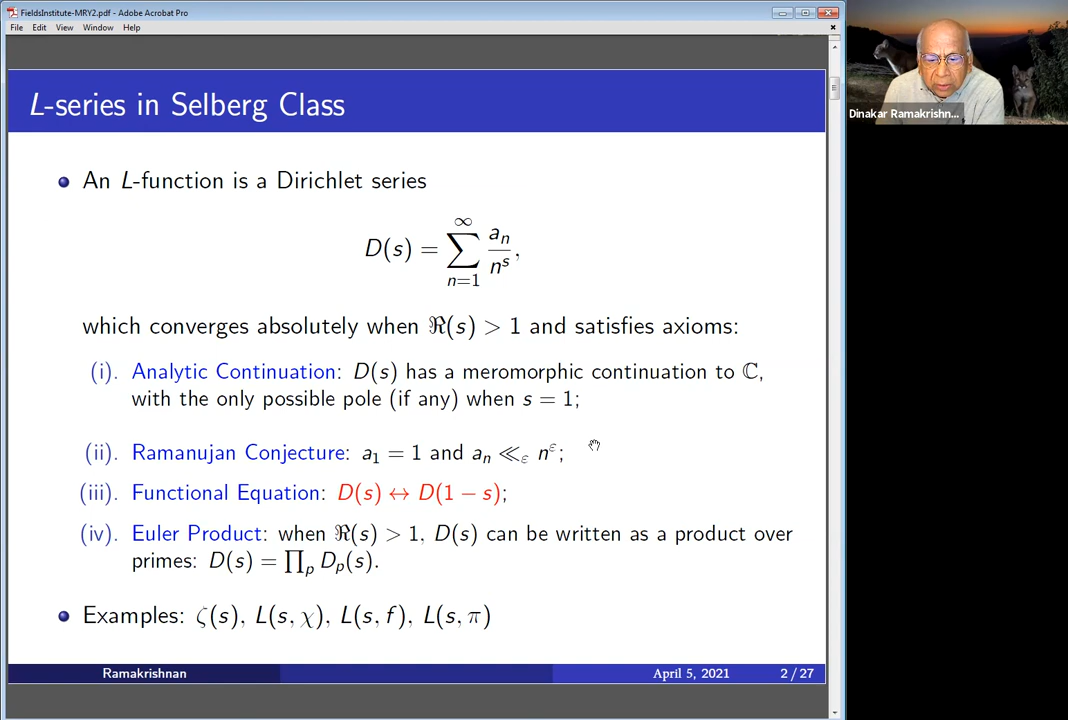 FieldsInstitute-MRY2.pdf - Adobe Acrobat Pro
File Edit View Window Help
L-series in Selberg Class
An L-function is a Dirichlet series
D(s) = ∑_{n=1}^{∞} a_n / n^s,
which converges absolutely when ℜ(s) > 1 and satisfies axioms:
(i). Analytic Continuation: D(s) has a meromorphic continuation to ℂ,
with the only possible pole (if any) when s = 1;
(ii). Ramanujan Conjecture: a₁ = 1 and a_n ≪_ε n^ε;
(iii). Functional Equation: D(s) ↔ D(1 − s);
(iv). Euler Product: when ℜ(s) > 1, D(s) can be written as a product over
primes: D(s) = ∏_p D_p(s).
Examples: ζ(s), L(s, χ), L(s, f), L(s, π)
Ramakrishnan April 5, 2021 2 / 27
Dinakar Ramakrishn...